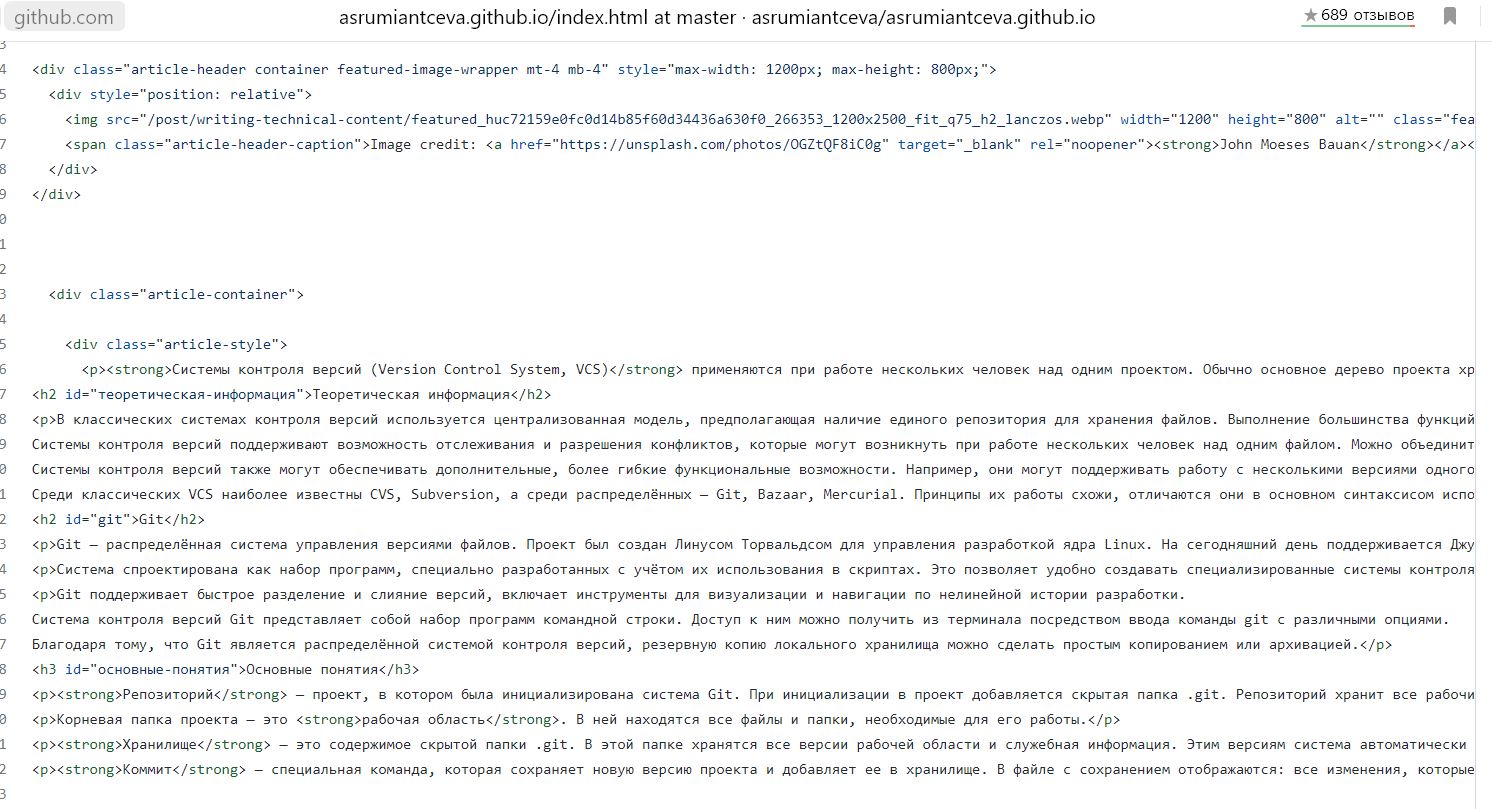 github.com
asrumiantceva.github.io/index.html at master · asrumiantceva/asrumiantceva.github.io
★ 689 отзывов
3
4 <div class="article-header container featured-image-wrapper mt-4 mb-4" style="max-width: 1200px; max-height: 800px;">
5 <div style="position: relative">
6 <img src="/post/writing-technical-content/featured_huc72159e0fc0d14b85f60d34436a630f0_266353_1200x2500_fit_q75_h2_lanczos.webp" width="1200" height="800" alt="" class="fea
7 <span class="article-header-caption">Image credit: <a href="https://unsplash.com/photos/OGZtQF8iC0g" target="_blank" rel="noopener"><strong>John Moeses Bauan</strong></a><
8 </div>
9 </div>
0
1
2
3 <div class="article-container">
4
5 <div class="article-style">
6 <p><strong>Системы контроля версий (Version Control System, VCS)</strong> применяются при работе нескольких человек над одним проектом. Обычно основное дерево проекта хр
7 <h2 id="теоретическая-информация">Теоретическая информация</h2>
8 <p>В классических системах контроля версий используется централизованная модель, предполагающая наличие единого репозитория для хранения файлов. Выполнение большинства функций
9 Системы контроля версий поддерживают возможность отслеживания и разрешения конфликтов, которые могут возникнуть при работе нескольких человек над одним файлом. Можно объединит
0 Системы контроля версий также могут обеспечивать дополнительные, более гибкие функциональные возможности. Например, они могут поддерживать работу с несколькими версиями одного
1 Среди классических VCS наиболее известны CVS, Subversion, а среди распределённых — Git, Bazaar, Mercurial. Принципы их работы схожи, отличаются они в основном синтаксисом испо
2 <h2 id="git">Git</h2>
3 <p>Git — распределённая система управления версиями файлов. Проект был создан Линусом Торвальдсом для управления разработкой ядра Linux. На сегодняшний день поддерживается Джу
4 <p>Система спроектирована как набор программ, специально разработанных с учётом их использования в скриптах. Это позволяет удобно создавать специализированные системы контроля
5 <p>Git поддерживает быстрое разделение и слияние версий, включает инструменты для визуализации и навигации по нелинейной истории разработки.
6 Система контроля версий Git представляет собой набор программ командной строки. Доступ к ним можно получить из терминала посредством ввода команды git с различными опциями.
7 Благодаря тому, что Git является распределённой системой контроля версий, резервную копию локального хранилища можно сделать простым копированием или архивацией.</p>
8 <h3 id="основные-понятия">Основные понятия</h3>
9 <p><strong>Репозиторий</strong> — проект, в котором была инициализирована система Git. При инициализации в проект добавляется скрытая папка .git. Репозиторий хранит все рабочи
0 <p>Корневая папка проекта — это <strong>рабочая область</strong>. В ней находятся все файлы и папки, необходимые для его работы.</p>
1 <p><strong>Хранилище</strong> — это содержимое скрытой папки .git. В этой папке хранятся все версии рабочей области и служебная информация. Этим версиям система автоматически
2 <p><strong>Коммит</strong> — специальная команда, которая сохраняет новую версию проекта и добавляет ее в хранилище. В файле с сохранением отображаются: все изменения, которые
3